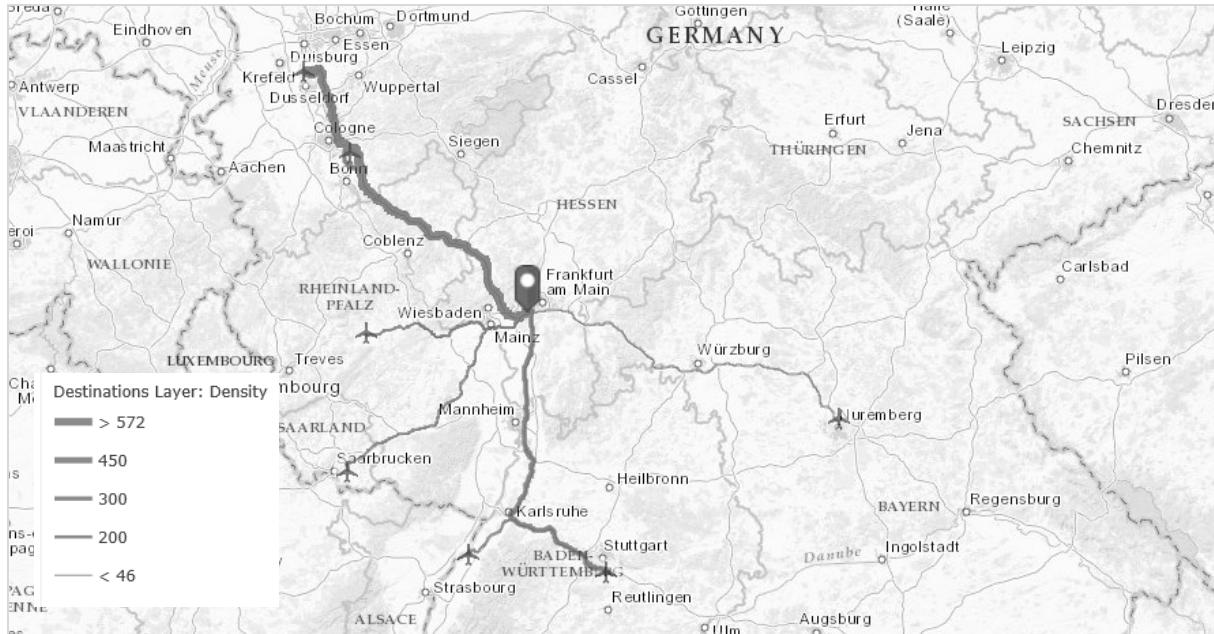 Bochum
Dortmund
Göttingen
(Saale)
Eindhoven
Essen
GERMANY
Leipzig
Duisburg
Meuse
Krefeld
Cassel
Antwerp
Dusseldorf
Wuppertal
Dresden
VLAANDEREN
Erfurt
SACHSEN
Cologne
Jena
Maastricht
Siegen
THÜRINGEN
Chemnitz
Aachen
Bonn
Namur
HESSEN
Coblenz
WALLONIE
Carlsbad
Frankfurt
am Main
RHEINLAND-
PFALZ
Wiesbaden
Mainz
Würzburg
LUXEMBOURG
Treves
Pilsen
Destinations Layer: Density
> 572
450
300
200
< 46
Mannheim
Nuremberg
SAARLAND
Saarbrucken
Heilbronn
Regensburg
BAYERN
Karlsruhe
Stuttgart
Ingolstadt
BADEN-
WÜRTTEMBERG
Danube
Strasbourg
Reutlingen
ALSACE
Ulm
Augsburg